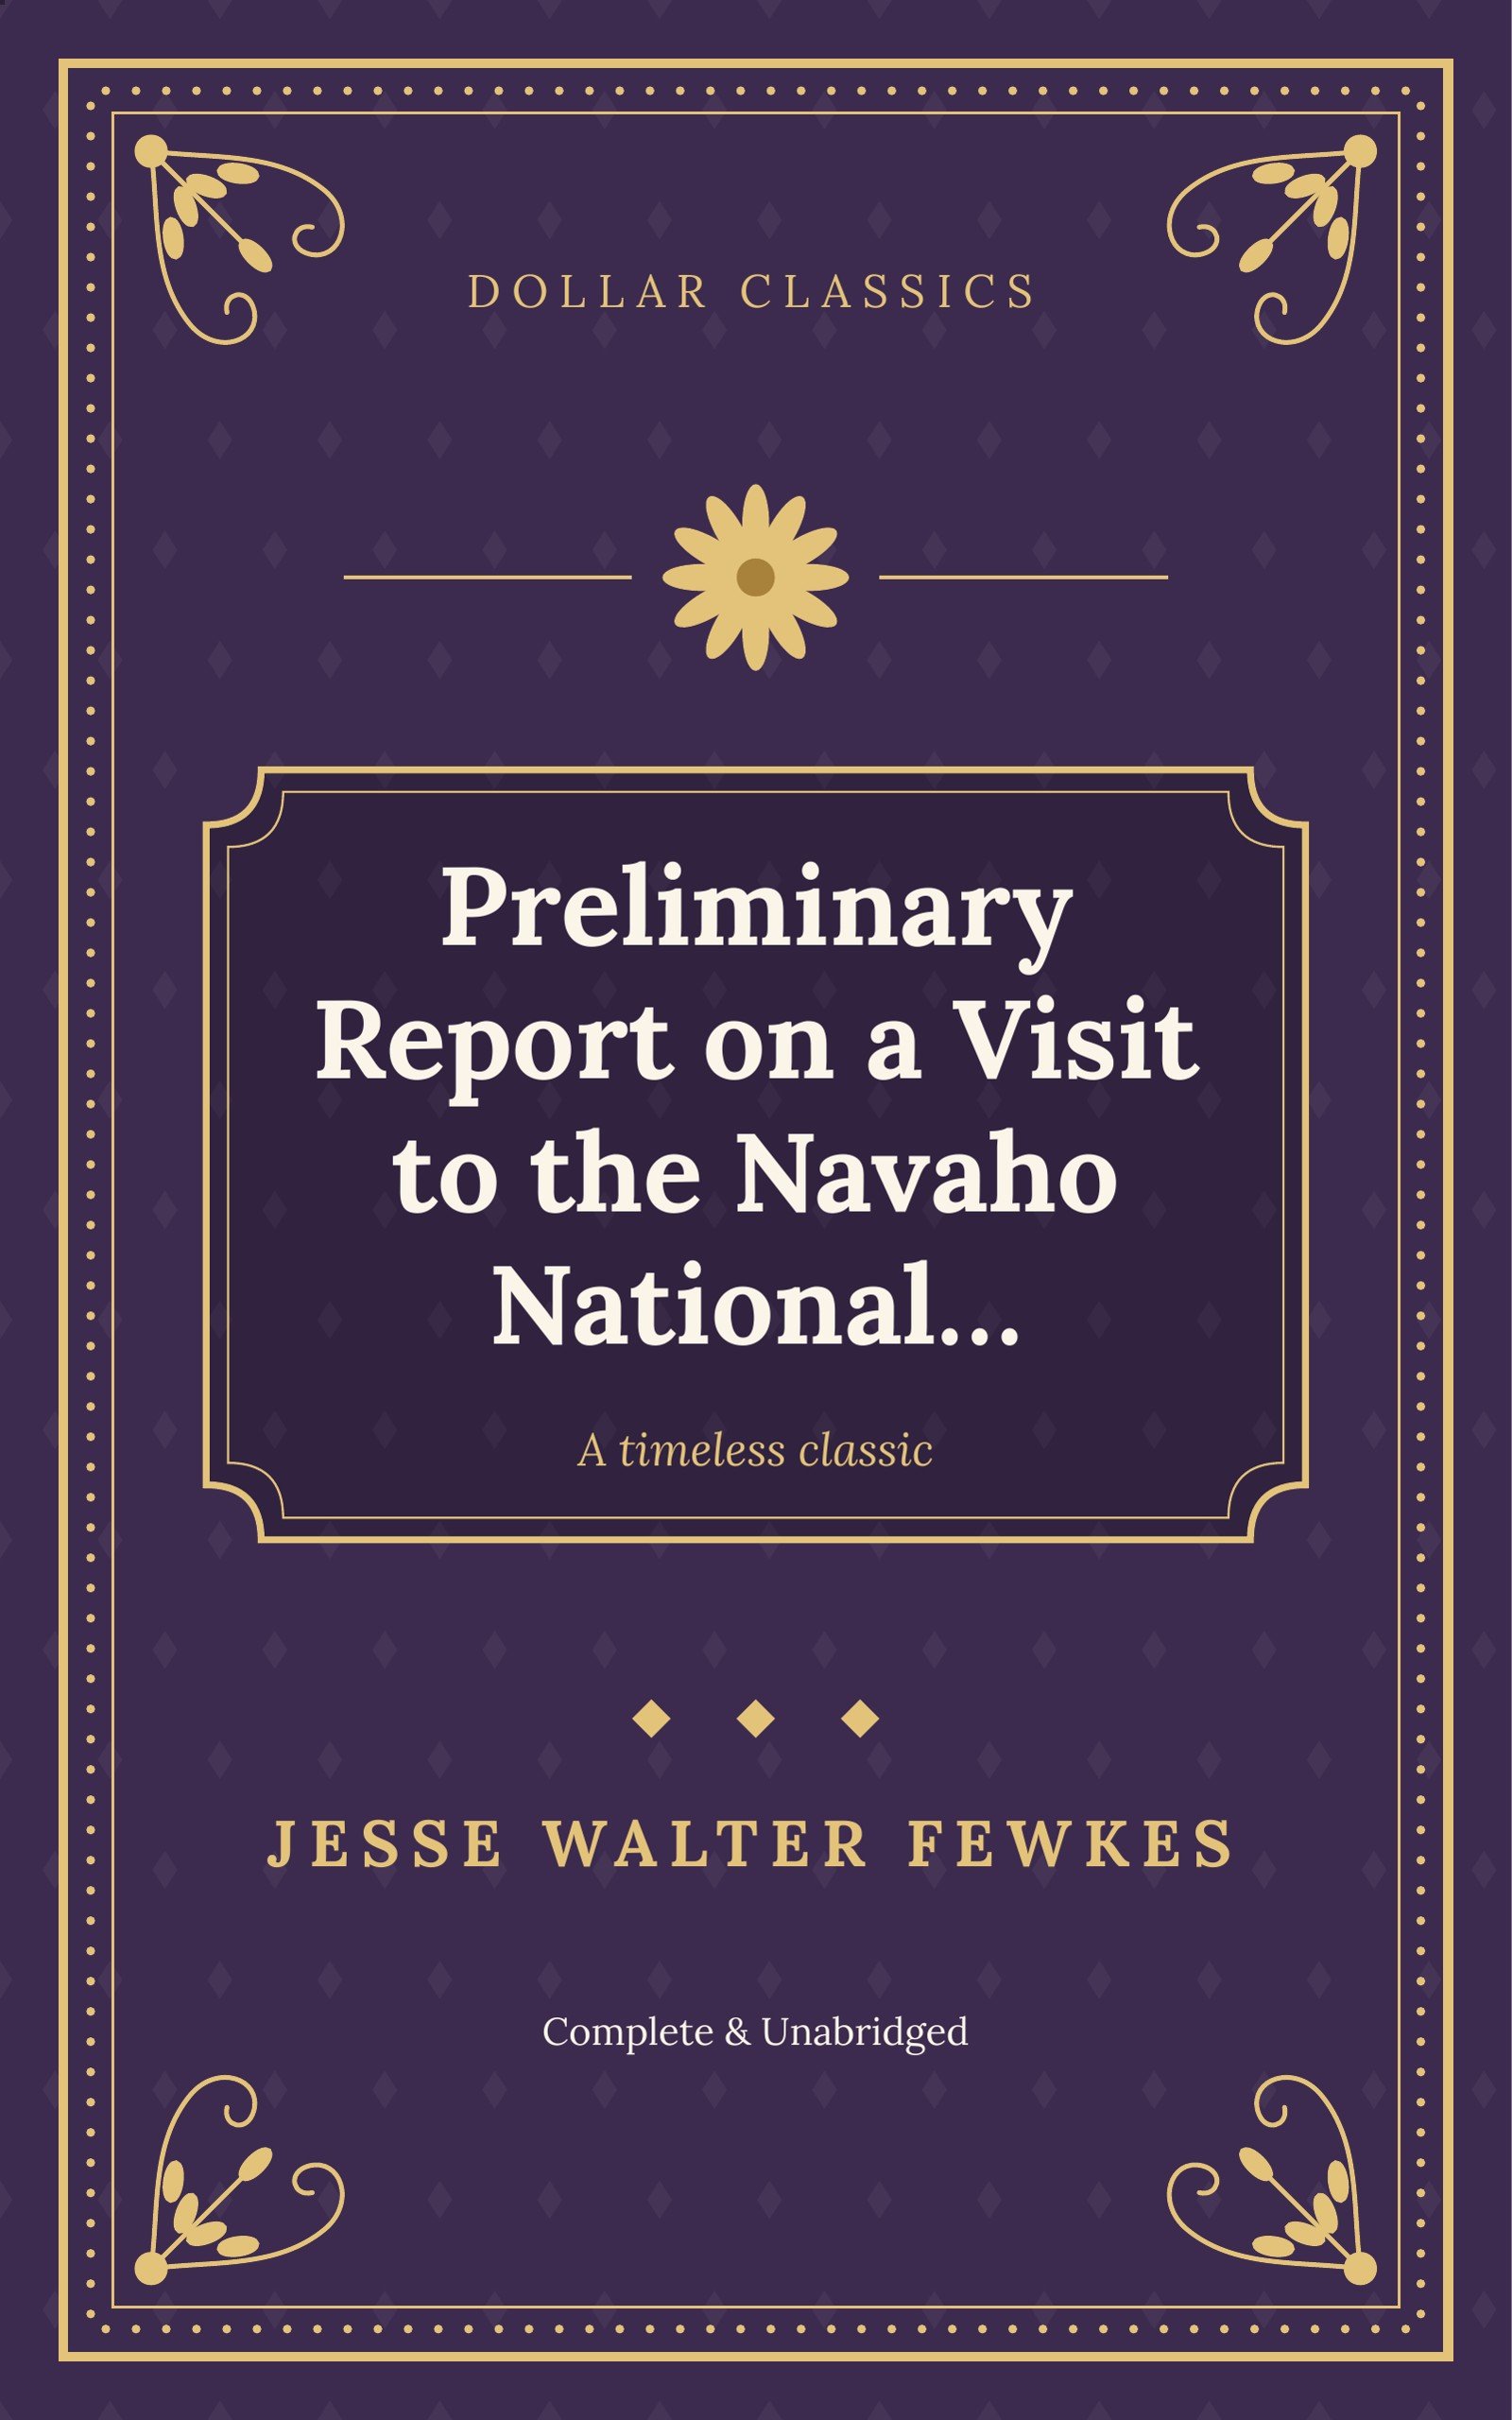 DOLLAR CLASSICS
Preliminary
Report on a Visit
to the Navaho
National...
A timeless classic
JESSE WALTER FEWKES
Complete & Unabridged